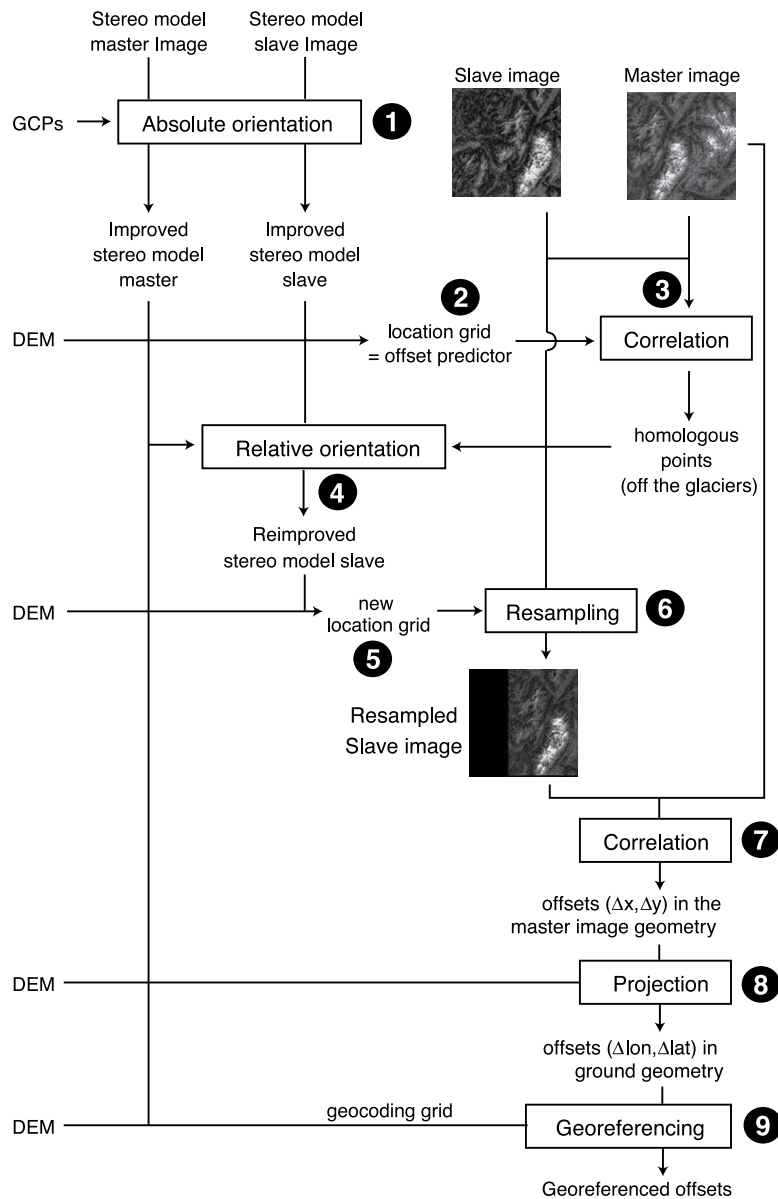 Stereo model
master Image
Stereo model
slave Image
Slave image
Master image
GCPs
Absolute orientation
1
Improved
stereo model
master
Improved
stereo model
slave
2
3
DEM
location grid
= offset predictor
Correlation
Relative orientation
homologous
points
(off the glaciers)
4
Reimproved
stereo model slave
DEM
new
location grid
5
Resampling
6
Resampled
Slave image
Correlation
7
offsets (Δx,Δy) in the
master image geometry
DEM
Projection
8
offsets (Δlon,Δlat) in
ground geometry
DEM
geocoding grid
Georeferencing
9
Georeferenced offsets